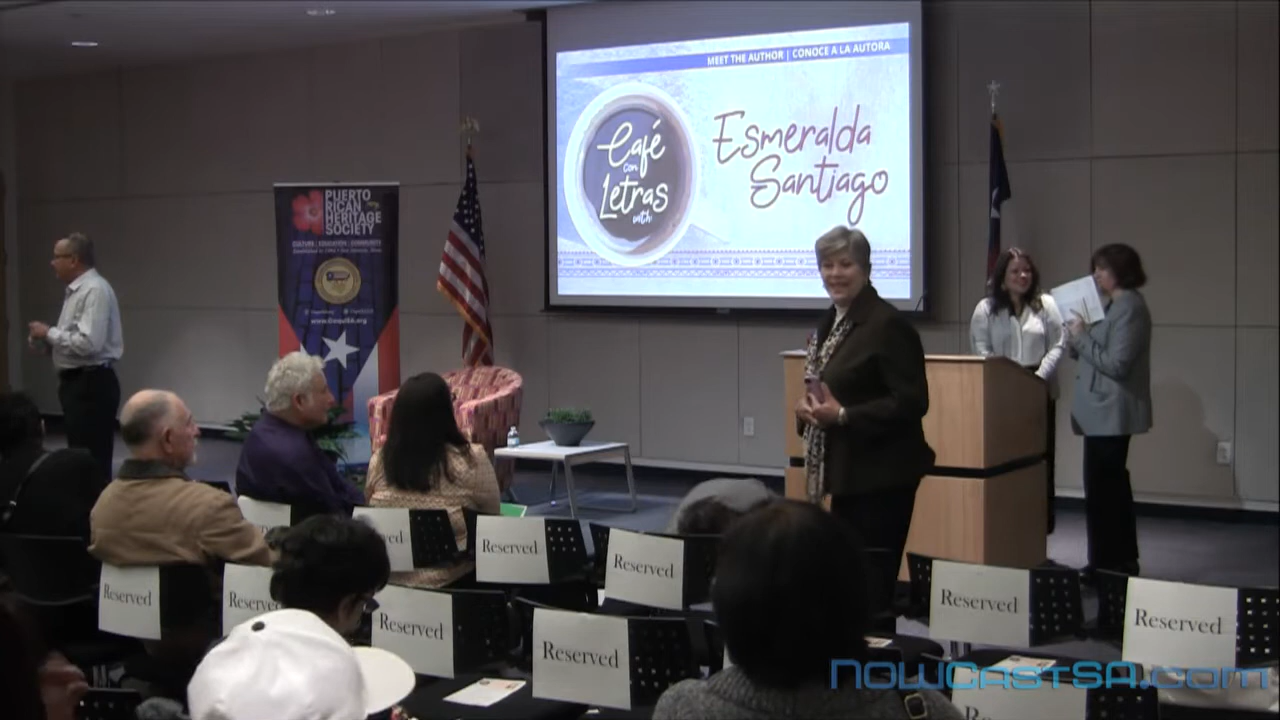 MEET THE AUTHOR | CONOCE A LA AUTORA
Café
con
Letras
with:
Esmeralda
Santiago
PUERTO
RICAN
HERITAGE
SOCIETY
CULTURE | EDUCATION | COMMUNITY
Reserved
Reserved
Reserved
Reserved
Reserved
Reserved
Reserved
Reserved
Reserved
NOWCASTSA.com